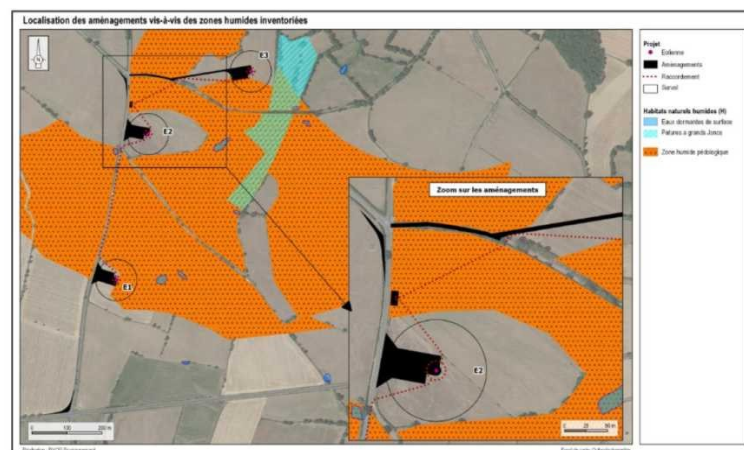 Localisation des aménagements vis-à-vis des zones humides inventoriées
N
E3
E2
E1
0 100 200 m
Zoom sur les aménagements
E2
0 25 50 m
Projet
Eolienne
Aménagements
Raccordement
Survol
Habitats naturels humides (H)
Eaux dormantes de surface
Patures à grands Joncs
Zone humide pédologique